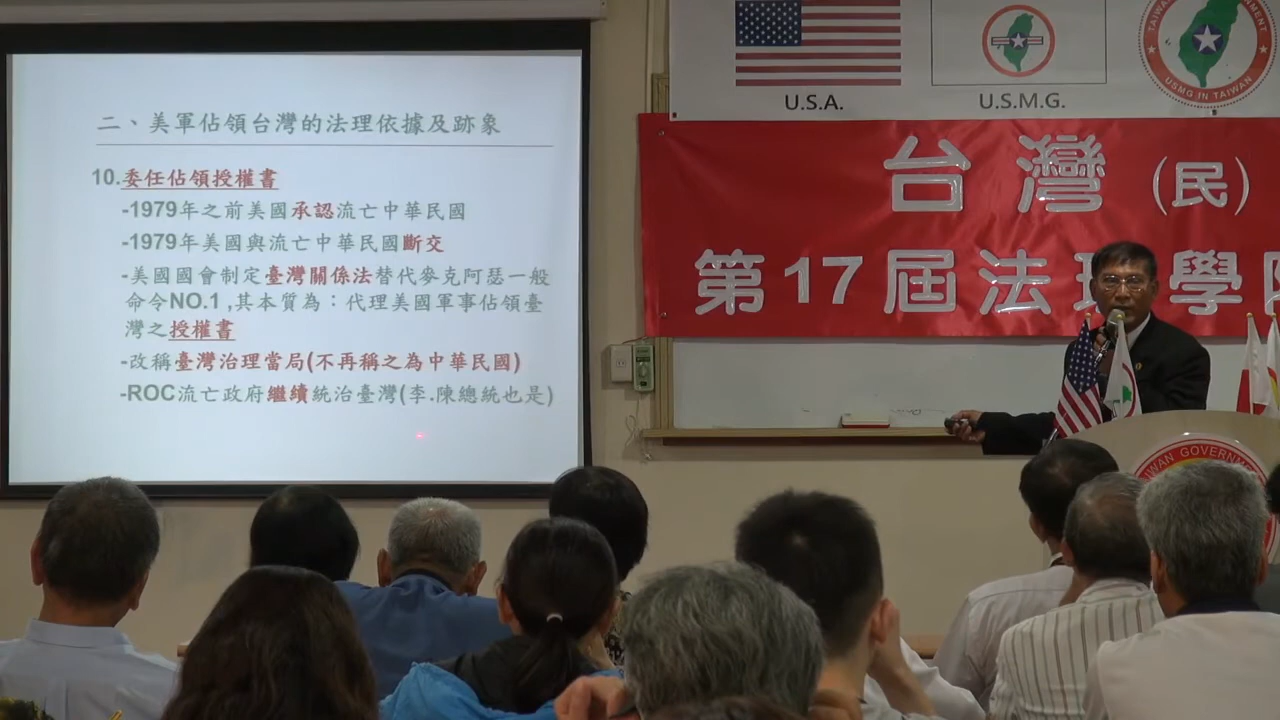 二、美軍佔領台灣的法理依據及跡象
10.委任佔領授權書
-1979年之前美國承認流亡中華民國
-1979年美國與流亡中華民國斷交
-美國國會制定臺灣關係法替代麥克阿瑟一般
命令NO.1 ,其本質為：代理美國軍事佔領臺
灣之授權書
-改稱臺灣治理當局(不再稱之為中華民國)
-ROC流亡政府繼續統治臺灣(李.陳總統也是)
U.S.A.
U.S.M.G.
USMG IN TAIWAN
台灣(民)
第17屆法理學
TAIWAN GOVERNMENT